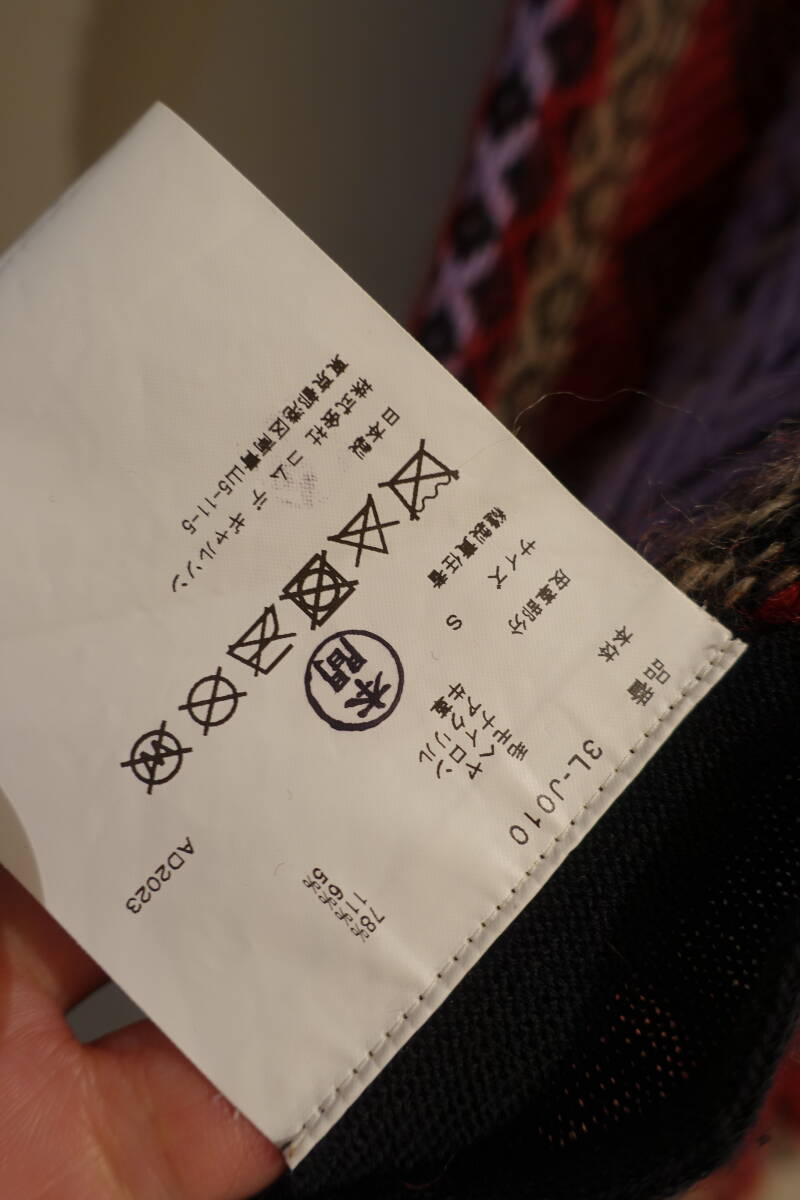 品番 3L-J010
本体 毛 78%
モヘヤ 11%
ナイロン 6%
アクリル 5%
皮革部分 牛革
サイズ S
縫製責任者 本間
日本製
株式会社 コム デ ギャルソン
東京都港区南青山5-11-5
AD2023